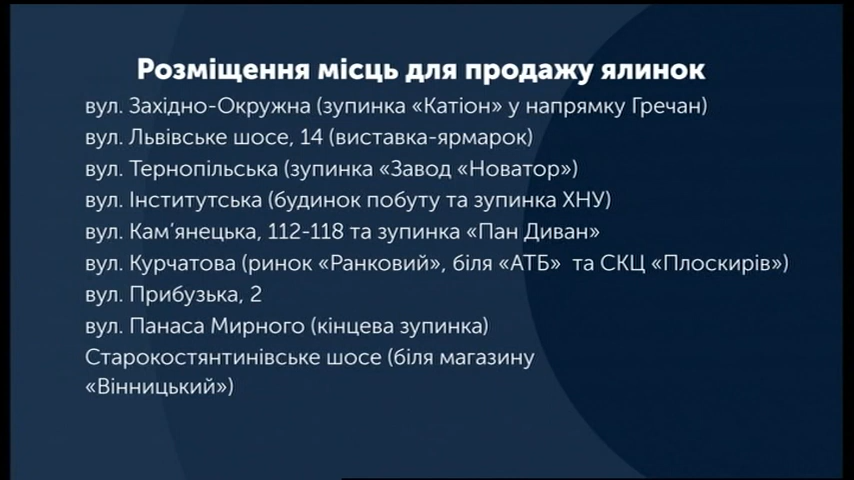 Розміщення місць для продажу ялинок
вул. Західно-Окружна (зупинка «Катіон» у напрямку Гречан)
вул. Львівське шосе, 14 (виставка-ярмарок)
вул. Тернопільська (зупинка «Завод «Новатор»)
вул. Інститутська (будинок побуту та зупинка ХНУ)
вул. Кам’янецька, 112-118 та зупинка «Пан Диван»
вул. Курчатова (ринок «Ранковий», біля «АТБ»  та СКЦ «Плоскирів»)
вул. Прибузька, 2
вул. Панаса Мирного (кінцева зупинка)
Старокостянтинівське шосе (біля магазину
«Вінницький»)